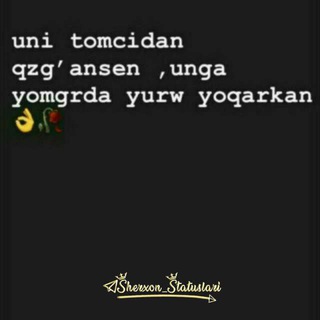 uni tomcidan
qzg’ansen ,unga
yomgrda yurw yoqarkan
👌🥀
Sherxon_Statuslari